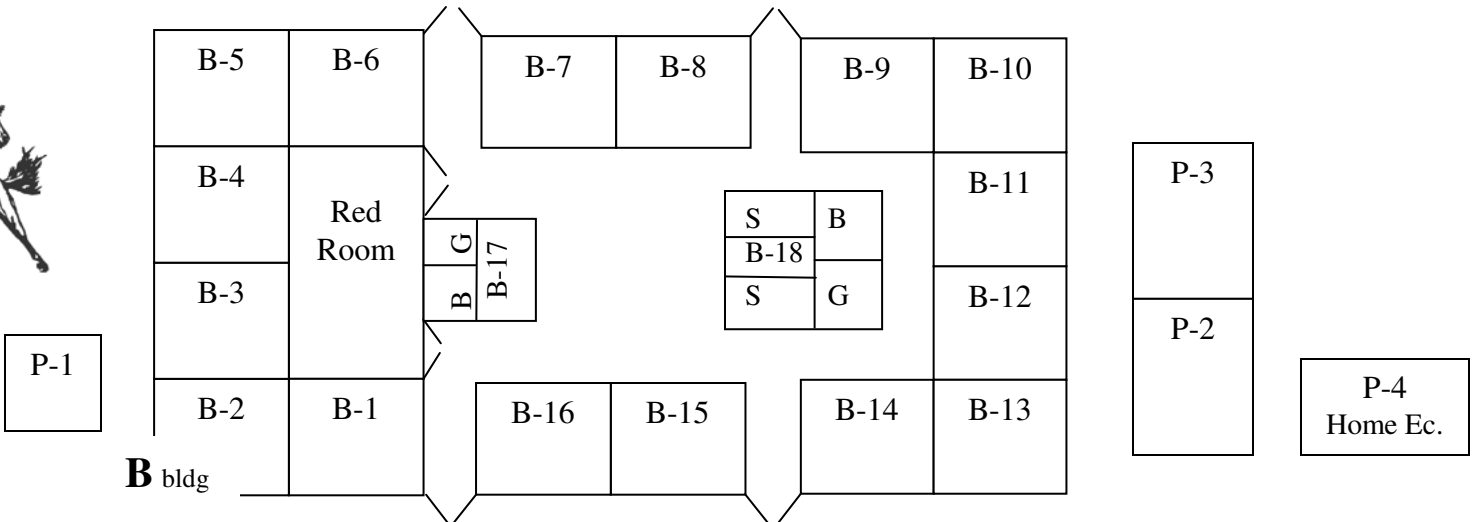 B-5
B-6
B-7
B-8
B-9
B-10
B-4
Red
Room
B-11
P-3
G
B
B-17
S
B
B-18
S
G
B-3
B-12
P-2
P-1
B-2
B-1
B-16
B-15
B-14
B-13
P-4
Home Ec.
B bldg